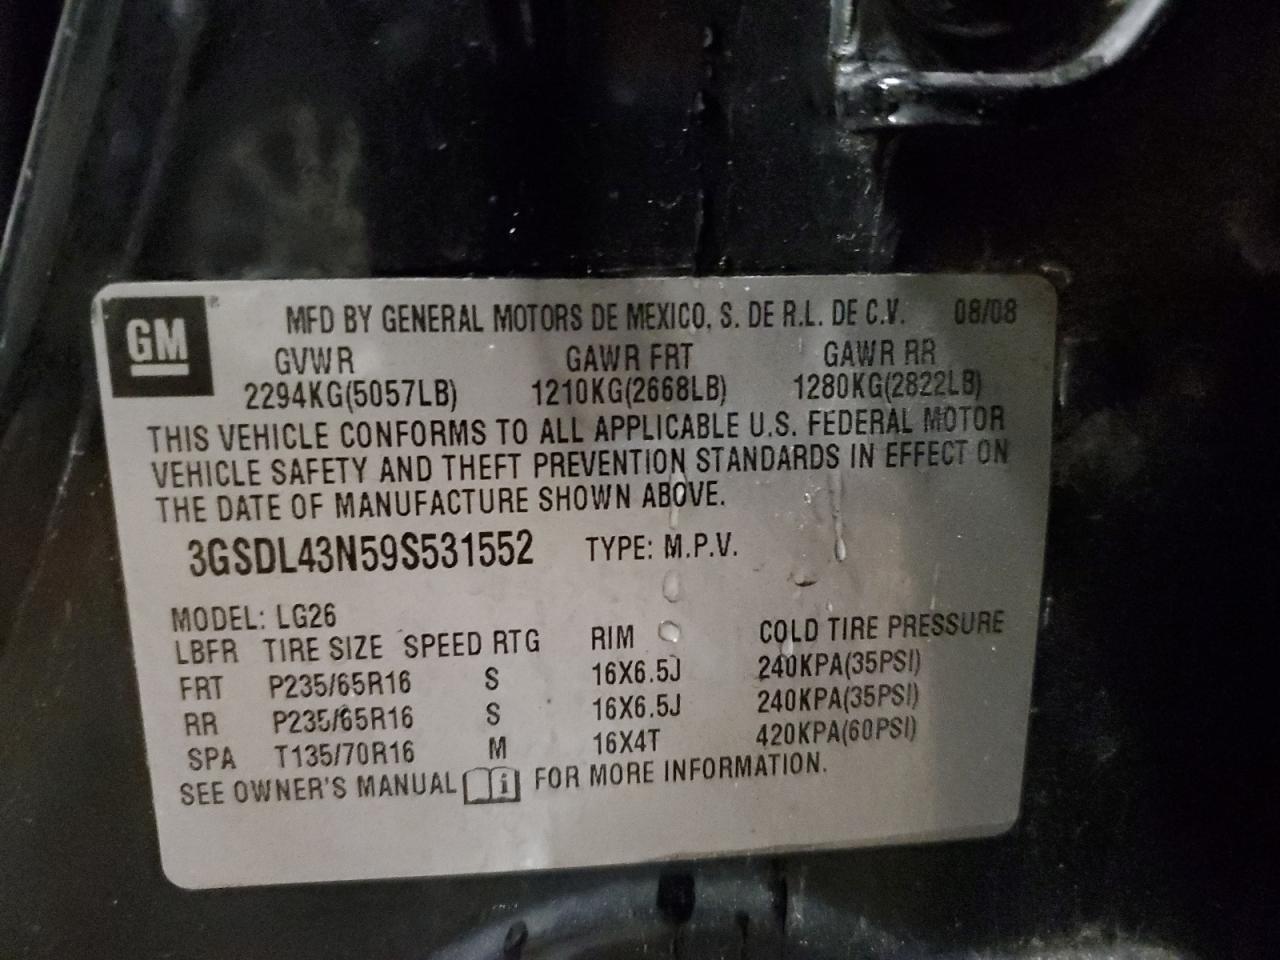 GM® MFD BY GENERAL MOTORS DE MEXICO, S. DE R.L. DE C.V. 08/08
GVWR GAWR FRT GAWR RR
2294KG(5057LB) 1210KG(2668LB) 1280KG(2822LB)
THIS VEHICLE CONFORMS TO ALL APPLICABLE U.S. FEDERAL MOTOR
VEHICLE SAFETY AND THEFT PREVENTION STANDARDS IN EFFECT ON
THE DATE OF MANUFACTURE SHOWN ABOVE.
3GSDL43N59S531552 TYPE: M.P.V.
MODEL: LG26
LBFR TIRE SIZE SPEED RTG RIM COLD TIRE PRESSURE
FRT P235/65R16 S 16X6.5J 240KPA(35PSI)
RR P235/65R16 S 16X6.5J 240KPA(35PSI)
SPA T135/70R16 M 16X4T 420KPA(60PSI)
SEE OWNER'S MANUAL i FOR MORE INFORMATION.